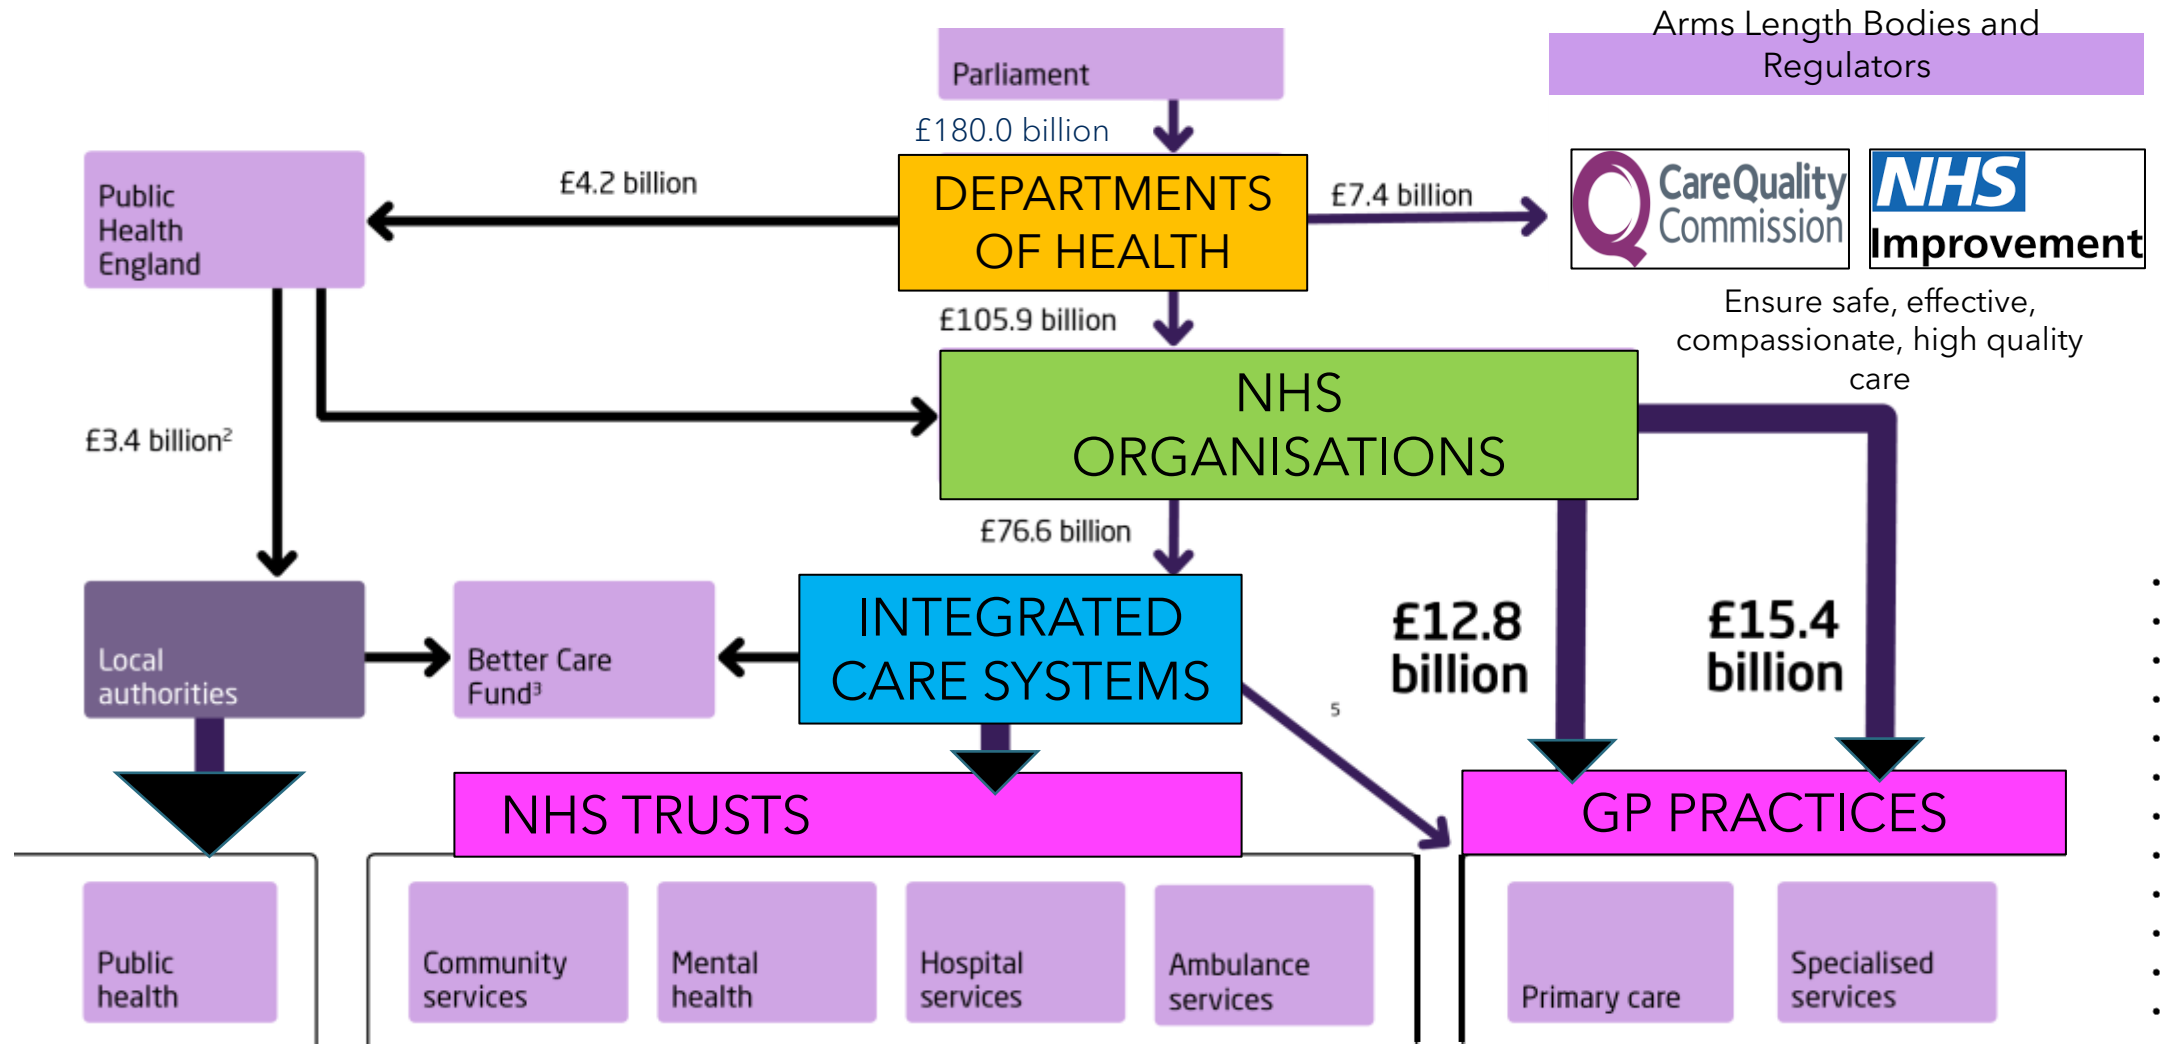 Arms Length Bodies and
Regulators
Parliament
£180.0 billion
Public
Health
England
£4.2 billion
DEPARTMENTS
OF HEALTH
£7.4 billion
CareQuality
Commission
NHS
Improvement
Ensure safe, effective,
compassionate, high quality
care
£105.9 billion
NHS
ORGANISATIONS
£3.4 billion²
£76.6 billion
Local
authorities
Better Care
Fund³
INTEGRATED
CARE SYSTEMS
5
£12.8
billion
£15.4
billion
NHS TRUSTS
GP PRACTICES
Public
health
Community
services
Mental
health
Hospital
services
Ambulance
services
Primary care
Specialised
services